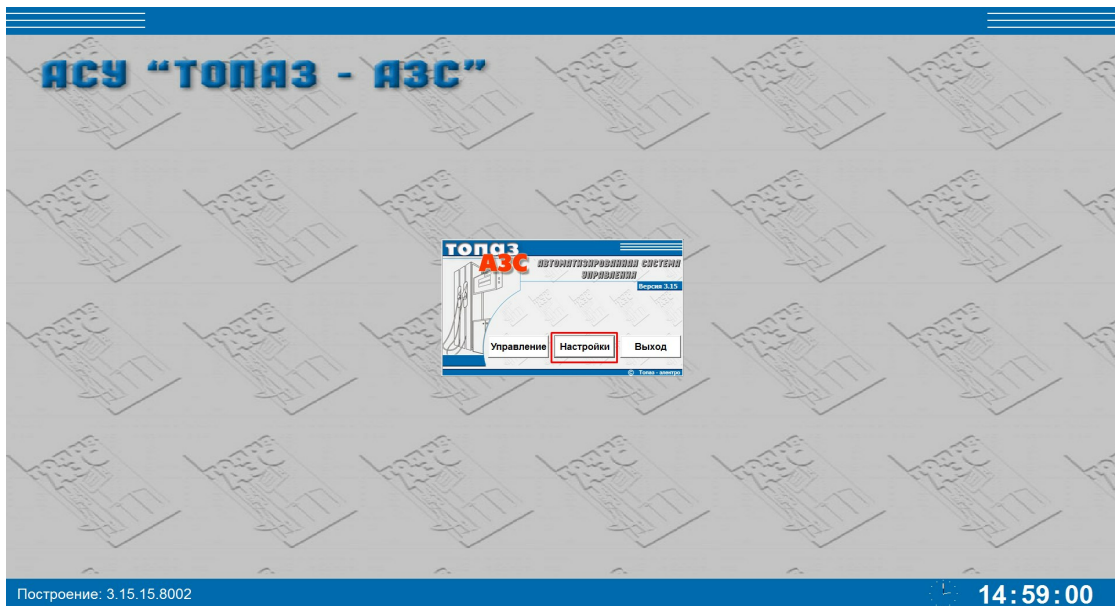 АСУ “ТОПАЗ - АЗС”
ТОПАЗ
АЗС
АВТОМАТИЗИРОВАННАЯ СИСТЕМА
УПРАВЛЕНИЯ
Версия 3.15
Управление
Настройки
Выход
© Топаз - электро
Построение: 3.15.15.8002
14:59:00